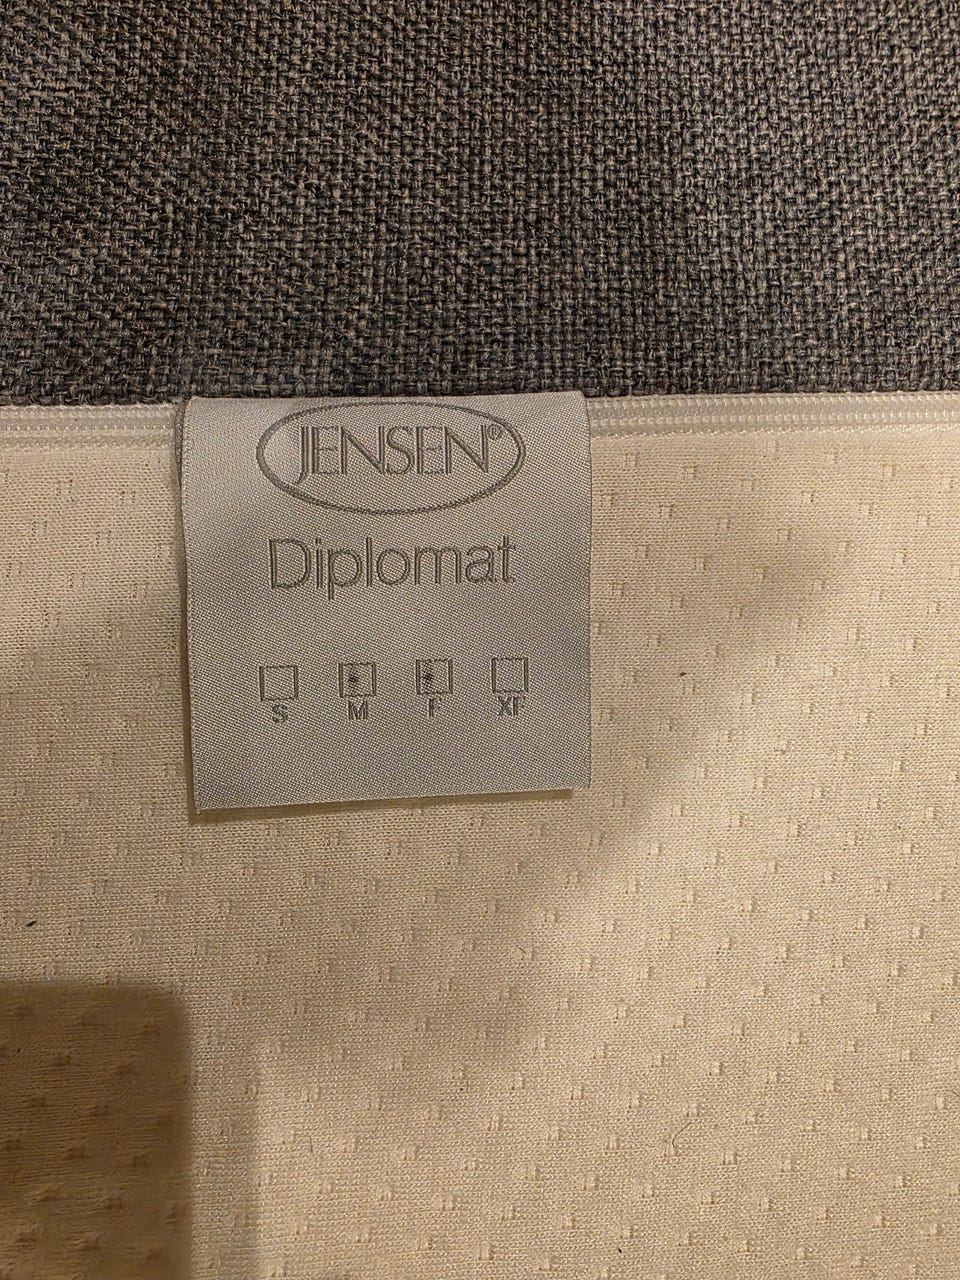 JENSEN®
Diplomat
S M F XF